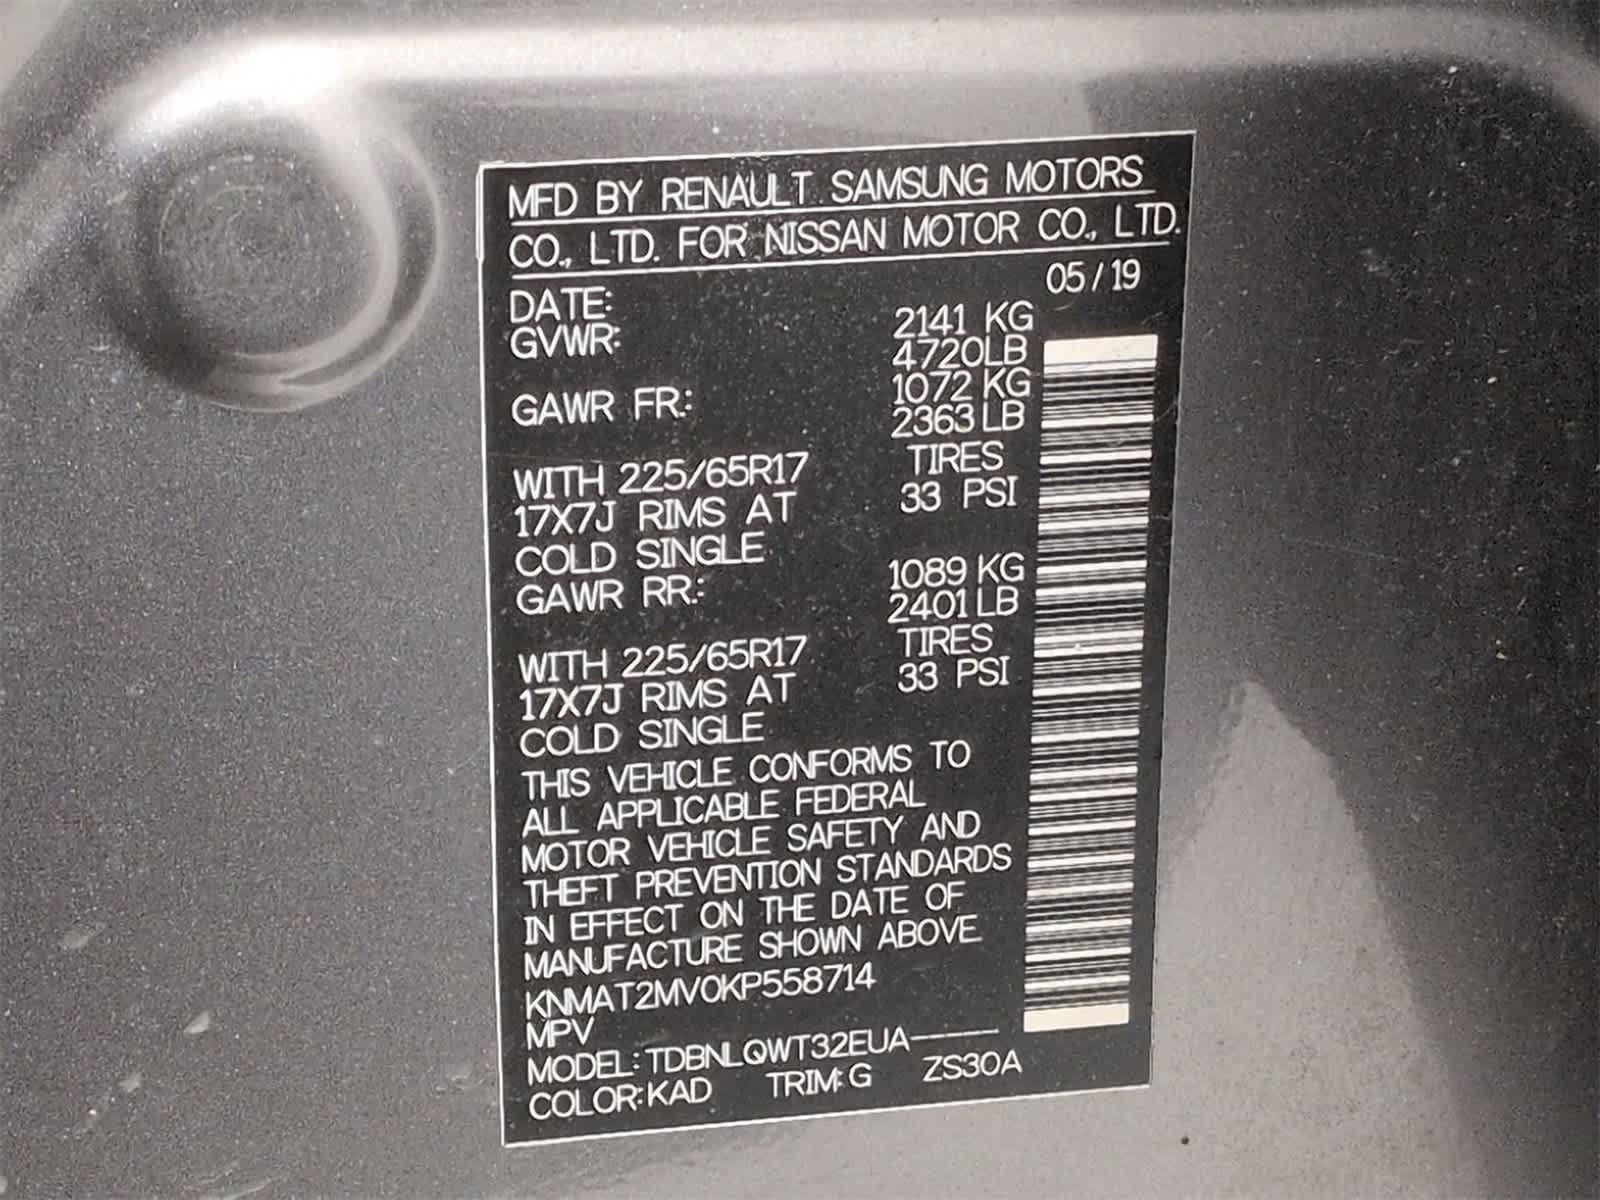 MFD BY RENAULT SAMSUNG MOTORS
CO., LTD. FOR NISSAN MOTOR CO., LTD.
DATE: 05/19
GVWR: 2141 KG
4720LB
GAWR FR.: 1072 KG
2363 LB
WITH 225/65R17 TIRES
17X7J RIMS AT 33 PSI
COLD SINGLE
GAWR RR.: 1089 KG
2401 LB
WITH 225/65R17 TIRES
17X7J RIMS AT 33 PSI
COLD SINGLE
THIS VEHICLE CONFORMS TO
ALL APPLICABLE FEDERAL
MOTOR VEHICLE SAFETY AND
THEFT PREVENTION STANDARDS
IN EFFECT ON THE DATE OF
MANUFACTURE SHOWN ABOVE.
KNMAT2MV0KP558714
MPV
MODEL: TDBNLQWT32EUA-----
COLOR: KAD TRIM: G ZS30A